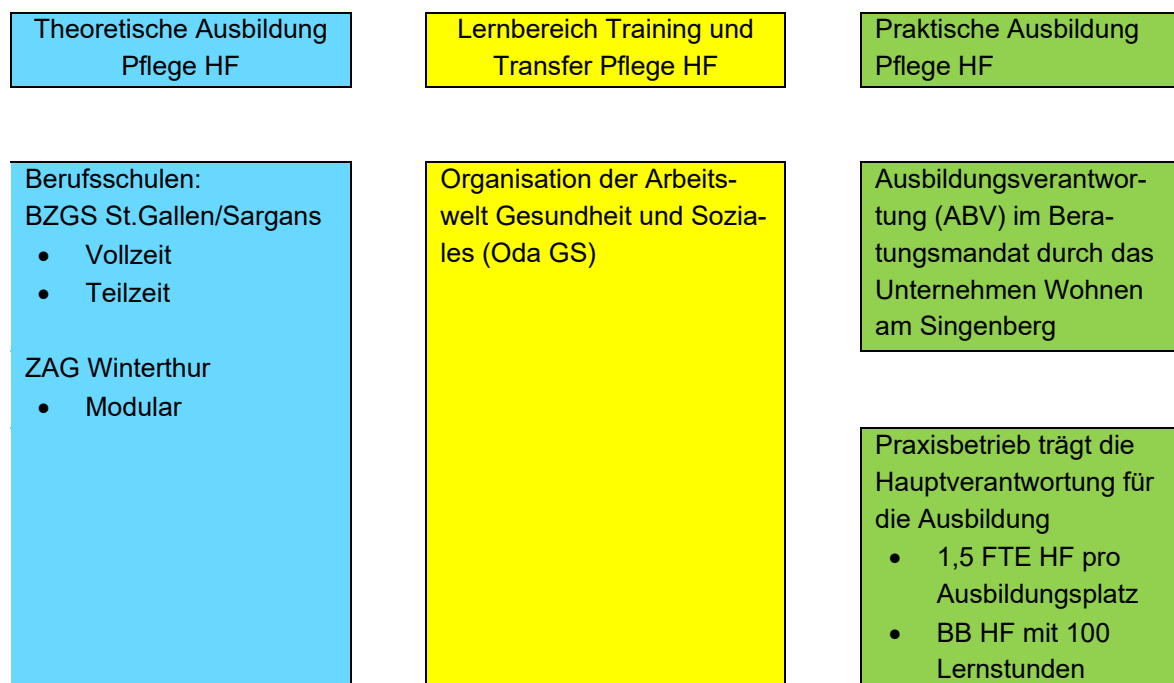 Theoretische Ausbildung
Pflege HF
Lernbereich Training und
Transfer Pflege HF
Praktische Ausbildung
Pflege HF
Berufsschulen:
BZGS St.Gallen/Sargans
• Vollzeit
• Teilzeit
ZAG Winterthur
• Modular
Organisation der Arbeits-
welt Gesundheit und Sozia-
les (Oda GS)
Ausbildungsverantwor-
tung (ABV) im Bera-
tungsmandat durch das
Unternehmen Wohnen
am Singenberg
Praxisbetrieb trägt die
Hauptverantwortung für
die Ausbildung
• 1,5 FTE HF pro
Ausbildungsplatz
• BB HF mit 100
Lernstunden